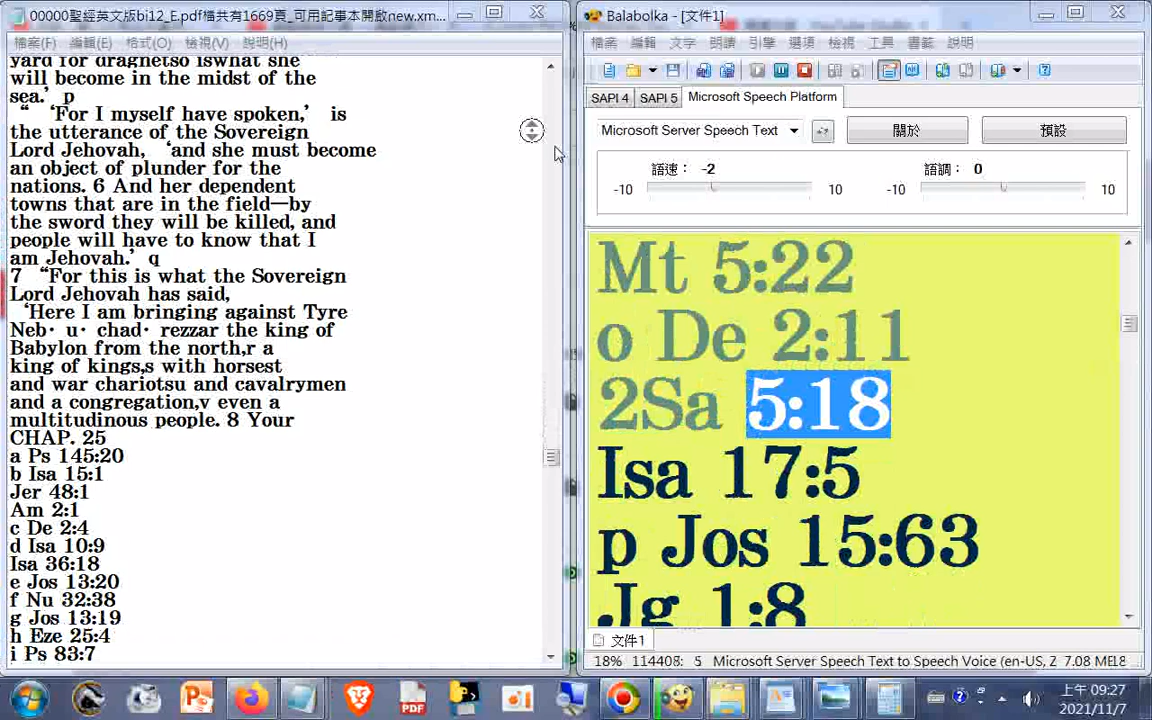 00000聖經英文版bi12_E.pdf檔共有1669頁_可用記事本開啟new.xm...
檔案(F) 編輯(E) 格式(O) 檢視(V) 說明(H)
yard for dragnetso iswhat she
will become in the midst of the
sea.’ p
“ ‘For I myself have spoken,’ is
the utterance of the Sovereign
Lord Jehovah, ‘and she must become
an object of plunder for the
nations. 6 And her dependent
towns that are in the field—by
the sword they will be killed, and
people will have to know that I
am Jehovah.’ q
7 “For this is what the Sovereign
Lord Jehovah has said,
‘Here I am bringing against Tyre
Neb·u·chad·rezzar the king of
Babylon from the north,r a
king of kings,s with horsest
and war chariotsu and cavalrymen
and a congregation,v even a
multitudinous people. 8 Your
CHAP. 25
a Ps 145:20
b Isa 15:1
Jer 48:1
Am 2:1
c De 2:4
d Isa 10:9
Isa 36:18
e Jos 13:20
f Nu 32:38
g Jos 13:19
h Eze 25:4
i Ps 83:7
Balabolka - [文件1]
檔案 編輯 文字 朗讀 引擎 選項 檢視 工具 書籤 說明
SAPI 4 SAPI 5 Microsoft Speech Platform
Microsoft Server Speech Text 關於 預設
語速： -2 語調： 0
-10 10 -10 10
Mt 5:22
o De 2:11
2Sa 5:18
Isa 17:5
p Jos 15:63
Jg 1:8
文件1
18% 114408: 5 Microsoft Server Speech Text to Speech Voice (en-US, Z 7.08 ME18
上午 09:27
2021/11/7